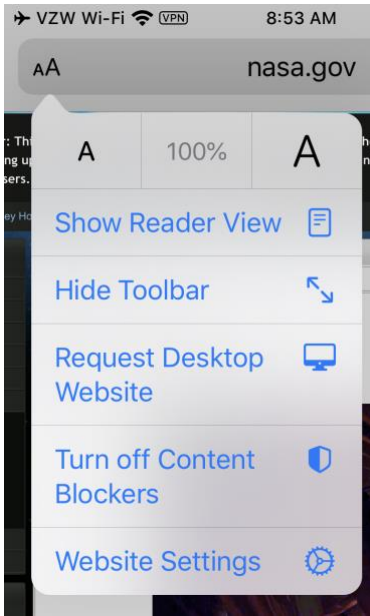 VZW Wi-Fi VPN 8:53 AM
AA nasa.gov
A 100% A
Show Reader View
Hide Toolbar
Request Desktop
Website
Turn off Content
Blockers
Website Settings